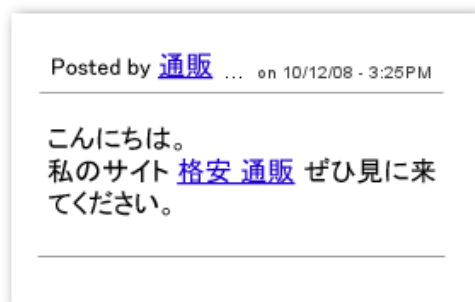 Posted by 通販 ... on 10/12/08 - 3:25PM
こんにちは。
私のサイト 格安 通販 ぜひ見に来
てください。